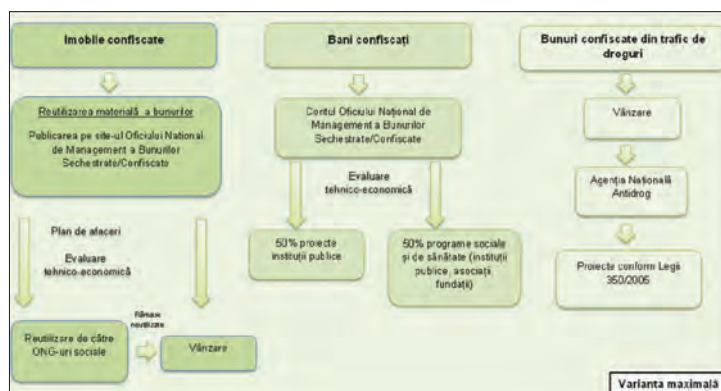 Imobile confiscate
Reutilizarea materială a bunurilor
Publicarea pe site-ul Oficiului National
de Management a Bunurilor
Sechestrate/Confiscate
Plan de afaceri
Evaluare
tehnico-economică
Reutilizare de către
ONG-uri sociale
Rămase
neutilizate
Vânzare
Bani confiscați
Contul Oficiului Național de
Management a Bunurilor
Sechestrate/Confiscate
Evaluare
tehnico-economică
50% proiecte
instituții publice
50% programe sociale
și de sănătate (instituții
publice, asociații
fundații)
Bunuri confiscate din trafic de
droguri
Vânzare
Agenția Natională
Antidrog
Proiecte conform Legii
350/2005
Varianta maximală